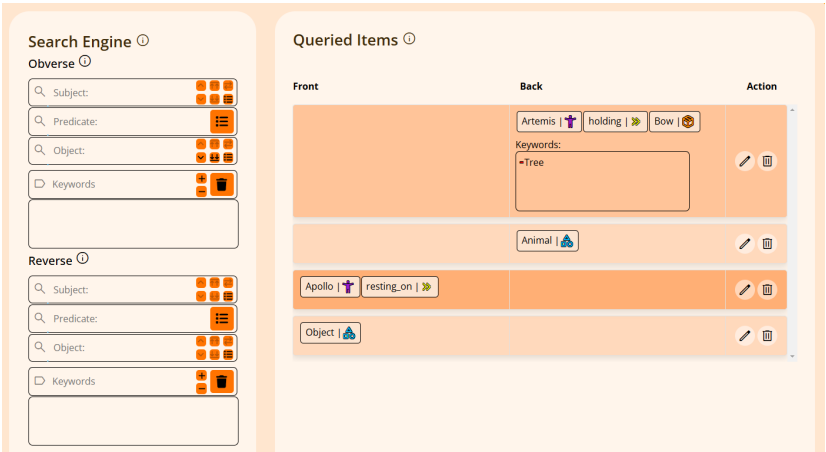 Search Engine
Obverse
Subject:
Predicate:
Object:
Keywords
Reverse
Subject:
Predicate:
Object:
Keywords
Queried Items
Front Back Action
Artemis | holding | Bow |
Keywords:
-Tree
Animal |
Apollo | resting_on |
Object |